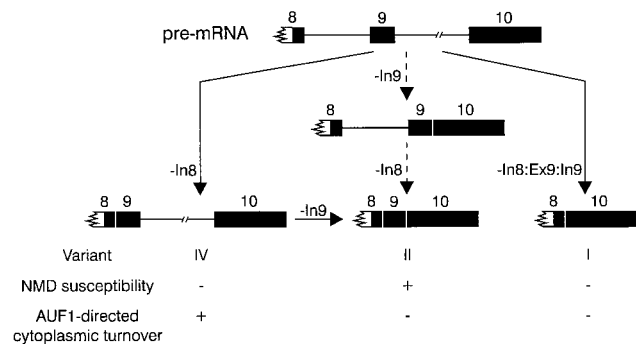 8 9 10
pre-mRNA
-In9
8 9 10
-In8 -In8 -In8:Ex9:In9
8 9 10 -In9 8 9 10 8 10
Variant IV II I
NMD susceptibility - + -
AUF1-directed
cytoplasmic turnover + - -